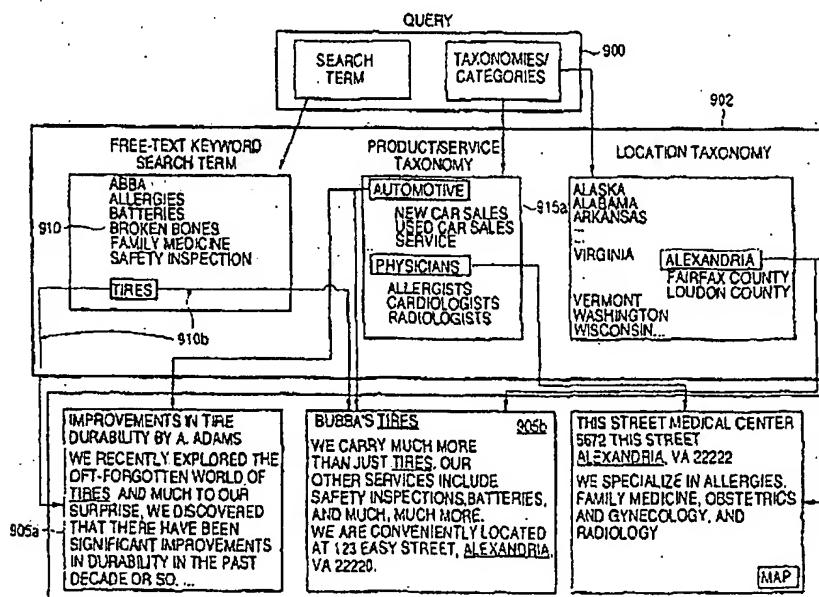 QUERY
900
SEARCH
TERM
TAXONOMIES/
CATEGORIES
902
FREE-TEXT KEYWORD
SEARCH TERM
910
ABBA
ALLERGIES
BATTERIES
BROKEN BONES
FAMILY MEDICINE
SAFETY INSPECTION
TIRES
910b
PRODUCT/SERVICE
TAXONOMY
915a
AUTOMOTIVE
NEW CAR SALES
USED CAR SALES
SERVICE
PHYSICIANS
ALLERGISTS
CARDIOLOGISTS
RADIOLOGISTS
LOCATION TAXONOMY
ALASKA
ALABAMA
ARKANSAS
...
...
VIRGINIA
ALEXANDRIA
FAIRFAX COUNTY
LOUDON COUNTY
VERMONT
WASHINGTON
WISCONSIN...
905a
IMPROVEMENTS IN TIRE
DURABILITY BY A. ADAMS
WE RECENTLY EXPLORED THE
OFT-FORGOTTEN WORLD OF
TIRES AND MUCH TO OUR
SURPRISE, WE DISCOVERED
THAT THERE HAVE BEEN
SIGNIFICANT IMPROVEMENTS
IN DURABILITY IN THE PAST
DECADE OR SO. ...
BUBBA'S TIRES
905b
WE CARRY MUCH MORE
THAN JUST TIRES. OUR
OTHER SERVICES INCLUDE
SAFETY INSPECTIONS,BATTERIES,
AND MUCH, MUCH MORE.
WE ARE CONVENIENTLY LOCATED
AT 123 EASY STREET, ALEXANDRIA,
VA 22220.
THIS STREET MEDICAL CENTER
5672 THIS STREET
ALEXANDRIA, VA 22222
WE SPECIALIZE IN ALLERGIES,
FAMILY MEDICINE, OBSTETRICS
AND GYNECOLOGY, AND
RADIOLOGY
MAP